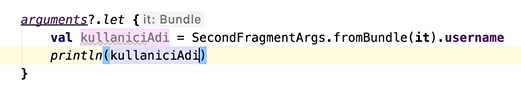 arguments?.let { it: Bundle
    val kullaniciAdi = SecondFragmentArgs.fromBundle(it).username
    println(kullaniciAdi)
}